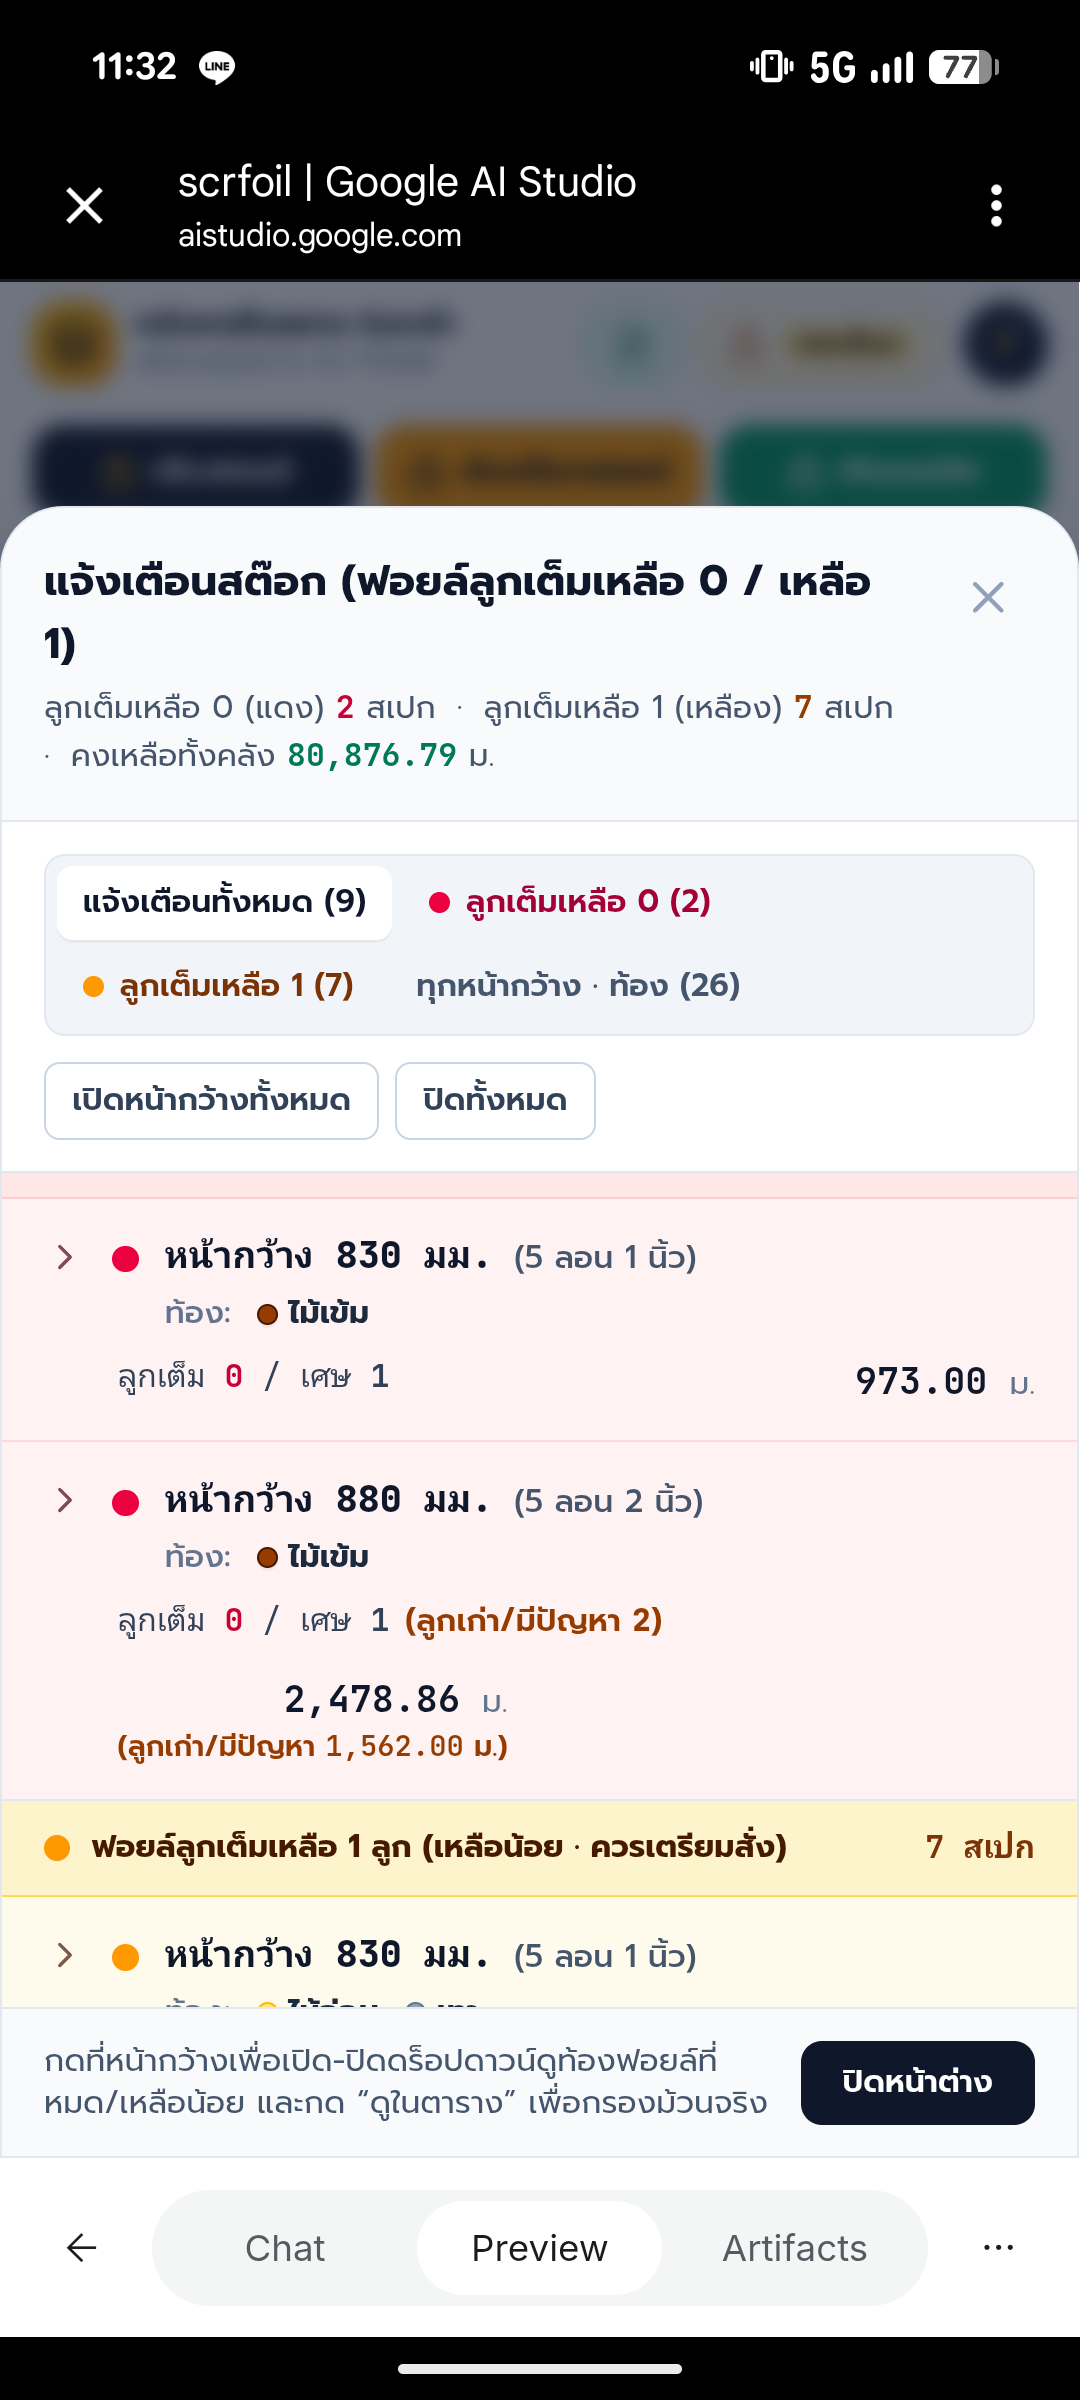 11:32 LINE 5G 77
scrfoil | Google AI Studio
aistudio.google.com
แจ้งเตือนสต๊อก (ฟอยล์ลูกเต็มเหลือ 0 / เหลือ
1)
ลูกเต็มเหลือ 0 (แดง) 2 สเปก · ลูกเต็มเหลือ 1 (เหลือง) 7 สเปก
· คงเหลือทั้งคลัง 80,876.79 ม.
แจ้งเตือนทั้งหมด (9) ลูกเต็มเหลือ 0 (2)
ลูกเต็มเหลือ 1 (7) ทุกหน้ากว้าง · ท้อง (26)
เปิดหน้ากว้างทั้งหมด ปิดทั้งหมด
หน้ากว้าง 830 มม. (5 ลอน 1 นิ้ว)
ท้อง: ไม้เข้ม
ลูกเต็ม 0 / เศษ 1 973.00 ม.
หน้ากว้าง 880 มม. (5 ลอน 2 นิ้ว)
ท้อง: ไม้เข้ม
ลูกเต็ม 0 / เศษ 1 (ลูกเก่า/มีปัญหา 2)
2,478.86 ม.
(ลูกเก่า/มีปัญหา 1,562.00 ม.)
ฟอยล์ลูกเต็มเหลือ 1 ลูก (เหลือน้อย · ควรเตรียมสั่ง) 7 สเปก
หน้ากว้าง 830 มม. (5 ลอน 1 นิ้ว)
กดที่หน้ากว้างเพื่อเปิด-ปิดดร็อปดาวน์ดูท้องฟอยล์ที่
หมด/เหลือน้อย และกด “ดูในตาราง” เพื่อกรองม้วนจริง
ปิดหน้าต่าง
Chat Preview Artifacts